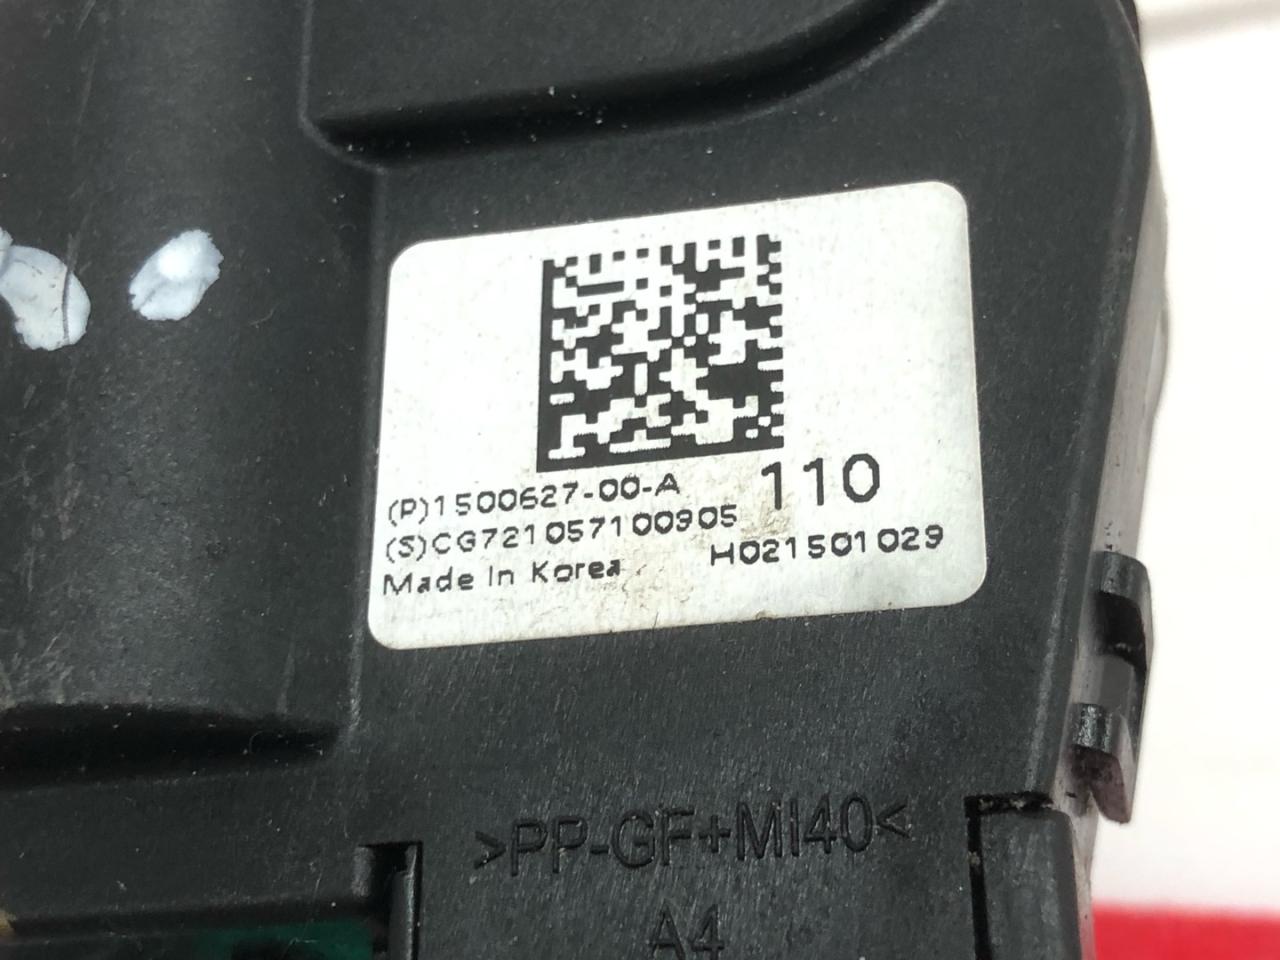 (P)1500627-00-A
110
(S)CG721057100905
H021501029
Made In Korea
>PP-GF+MI40<
A4